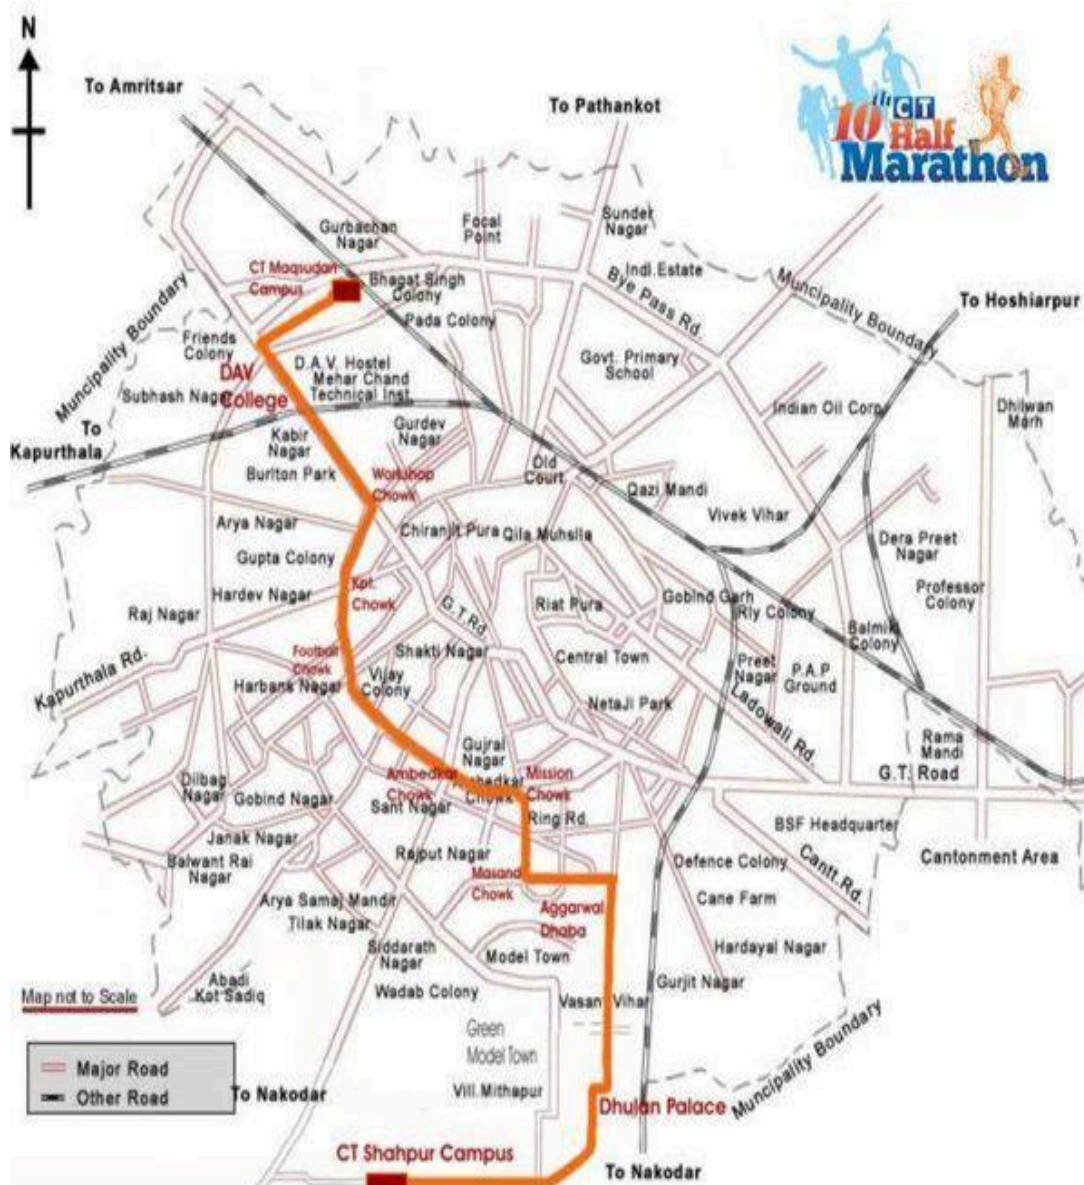 N
To Amritsar
To Pathankot
10th CT
Half
Marathon
Gurbachan
Nagar
Focal
Point
Sunder
Nagar
CT Maqsudan
Campus
Bhagat Singh
Colony
Indl.Estate
Bye Pass Rd.
Muncipality Boundary
To Hoshiarpur
Muncipality Boundary
Pada Colony
Friends
Colony
D.A.V. Hostel
Mehar Chand
Technical Inst.
Govt. Primary
School
DAV
College
Subhash Nagar
Indian Oil Corp.
Dhilwan
Marh
To
Kapurthala
Kabir
Nagar
Gurdev
Nagar
Burlton Park
Workshop
Chowk
Old
Court
Qazi Mandi
Vivek Vihar
Arya Nagar
Chiranjit Pura
Qila Muhslla
Dera Preet
Nagar
Gupta Colony
Professor
Colony
Hardev Nagar
Kpt.
Chowk
G.T.Rd.
Riat Pura
Gobind Garh
Rly Colony
Raj Nagar
Balmik
Colony
Kapurthala Rd.
Football
Chowk
Shakti Nagar
Central Town
Preet
Nagar
P.A.P
Ground
Harbans Nagar
Vijay
Colony
NetaJi Park
Ladowali Rd.
Rama
Mandi
Gujral
Nagar
G.T. Road
Dilbag
Nagar
Gobind Nagar
Ambedkar
Chowk
Ambedkar
Chowk
Mission
Chowk
Sant Nagar
Ring Rd.
BSF Headquarter
Janak Nagar
Balwant Rai
Nagar
Rajput Nagar
Defence Colony
Cantt.Rd.
Cantonment Area
Masand
Chowk
Cane Farm
Arya Samaj Mandir
Tilak Nagar
Aggarwal
Dhaba
Siddarath
Nagar
Model Town
Hardayal Nagar
Abadi
Kot Sadiq
Wadab Colony
Vasant Vihar
Gurjit Nagar
Map not to Scale
Green
Model Town
Muncipality Boundary
Major Road
Other Road
To Nakodar
Vill.Mithapur
Dhulan Palace
CT Shahpur Campus
To Nakodar